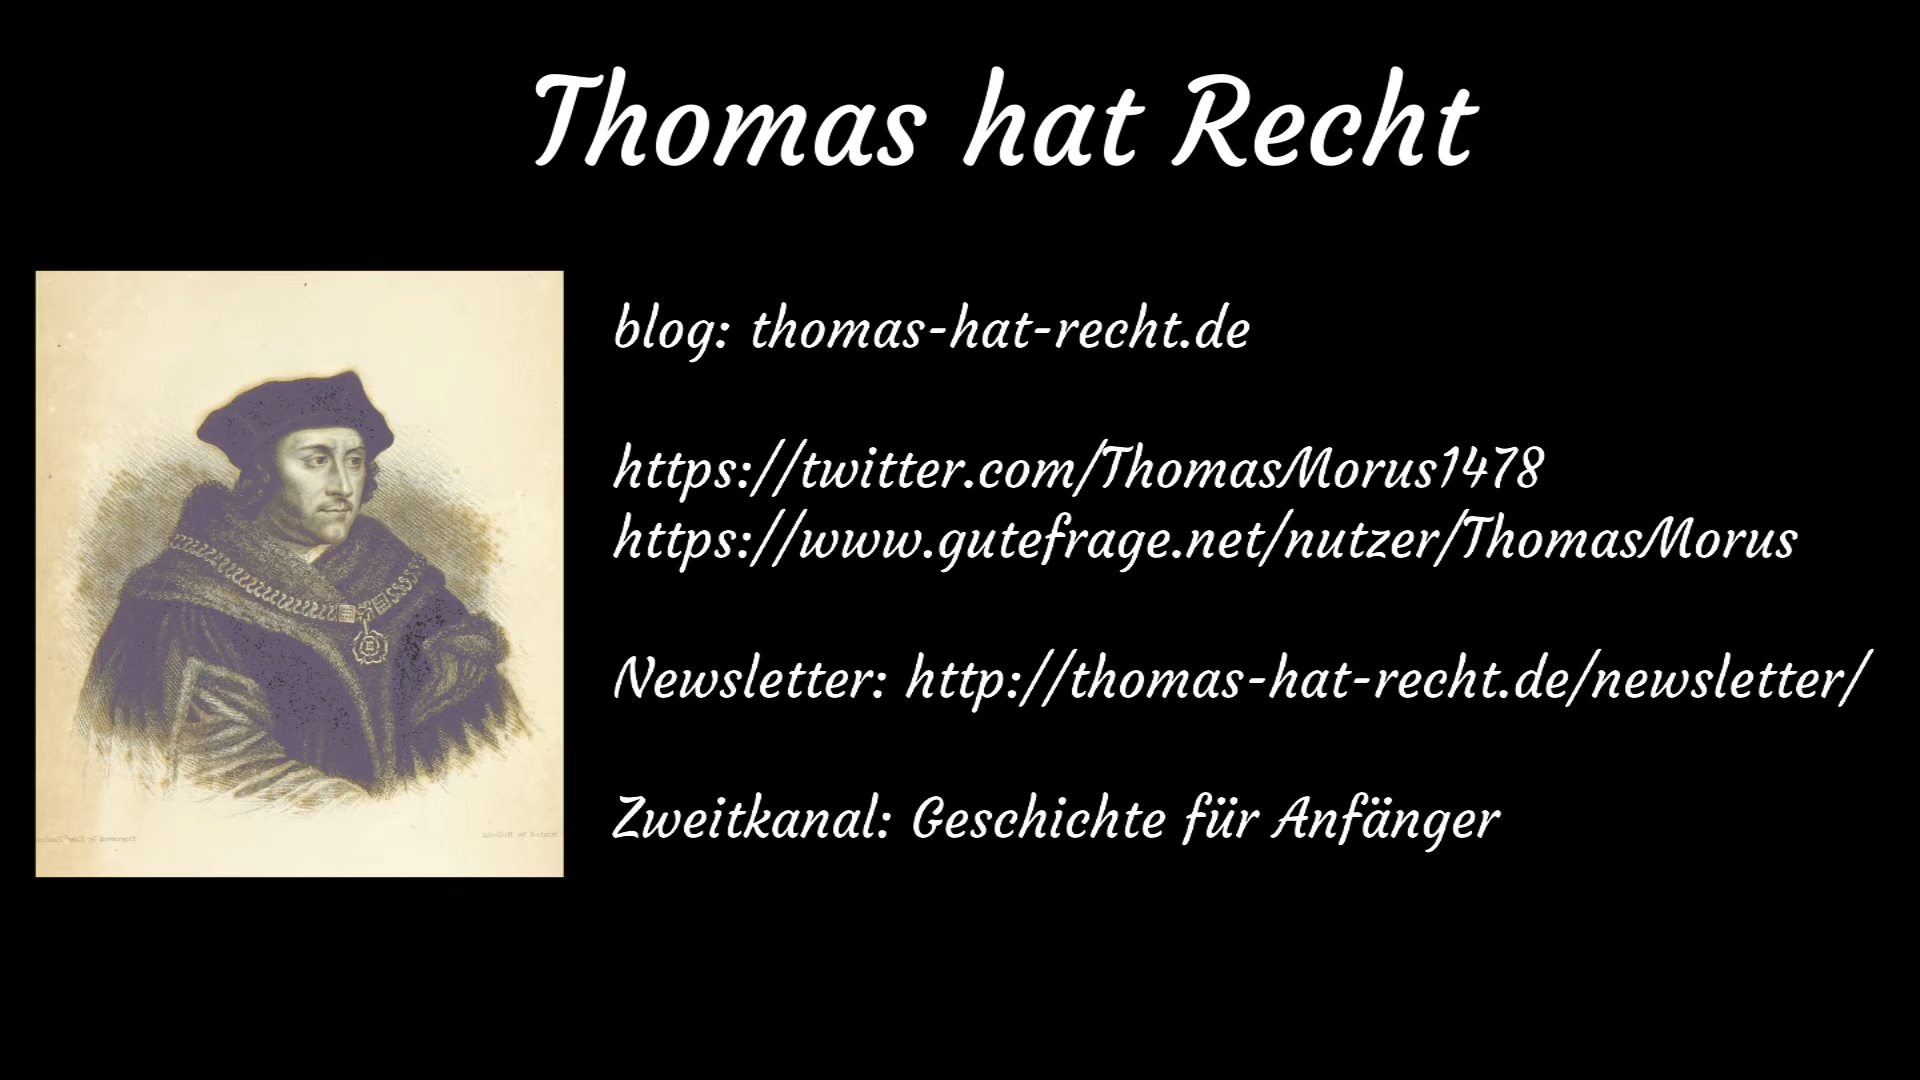 Thomas hat Recht
blog: thomas-hat-recht.de
https://twitter.com/ThomasMorus1478
https://www.gutefrage.net/nutzer/ThomasMorus
Newsletter: http://thomas-hat-recht.de/newsletter/
Zweitkanal: Geschichte für Anfänger